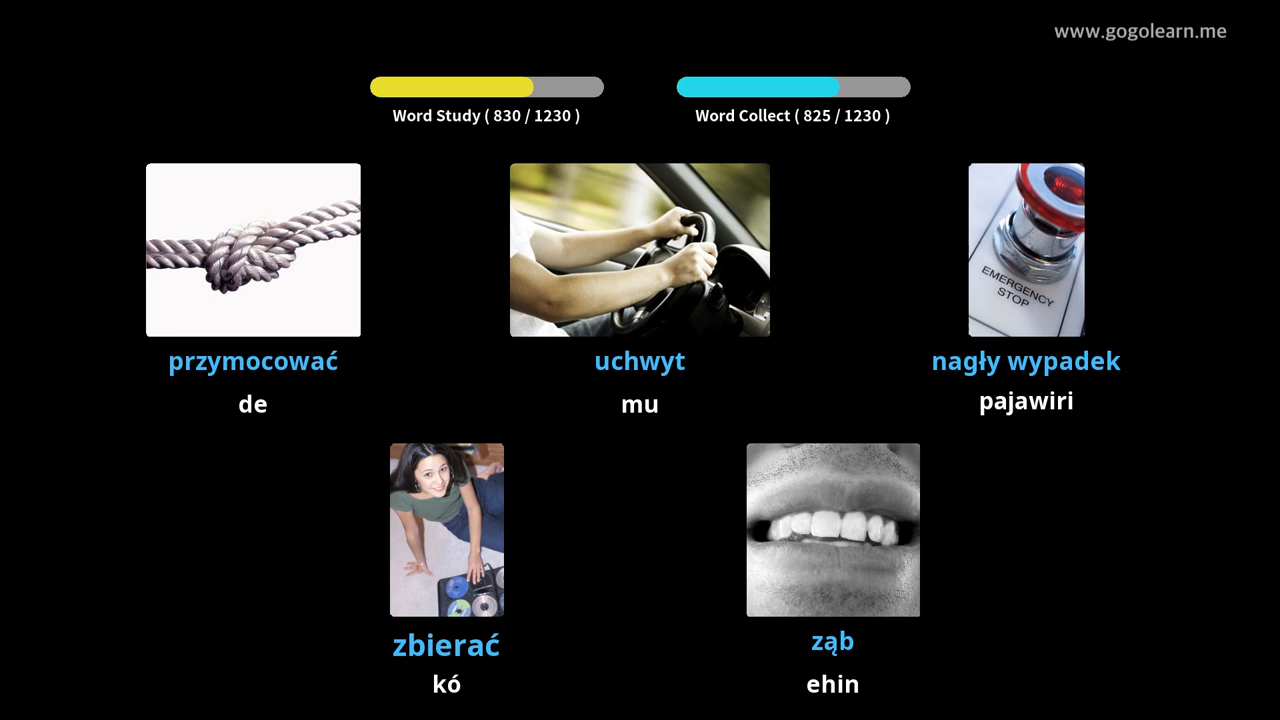 www.gogolearn.me
Word Study ( 830 / 1230 )
Word Collect ( 825 / 1230 )
EMERGENCY
STOP
przymocować
de
uchwyt
mu
nagły wypadek
pajawiri
zbierać
kó
ząb
ehin